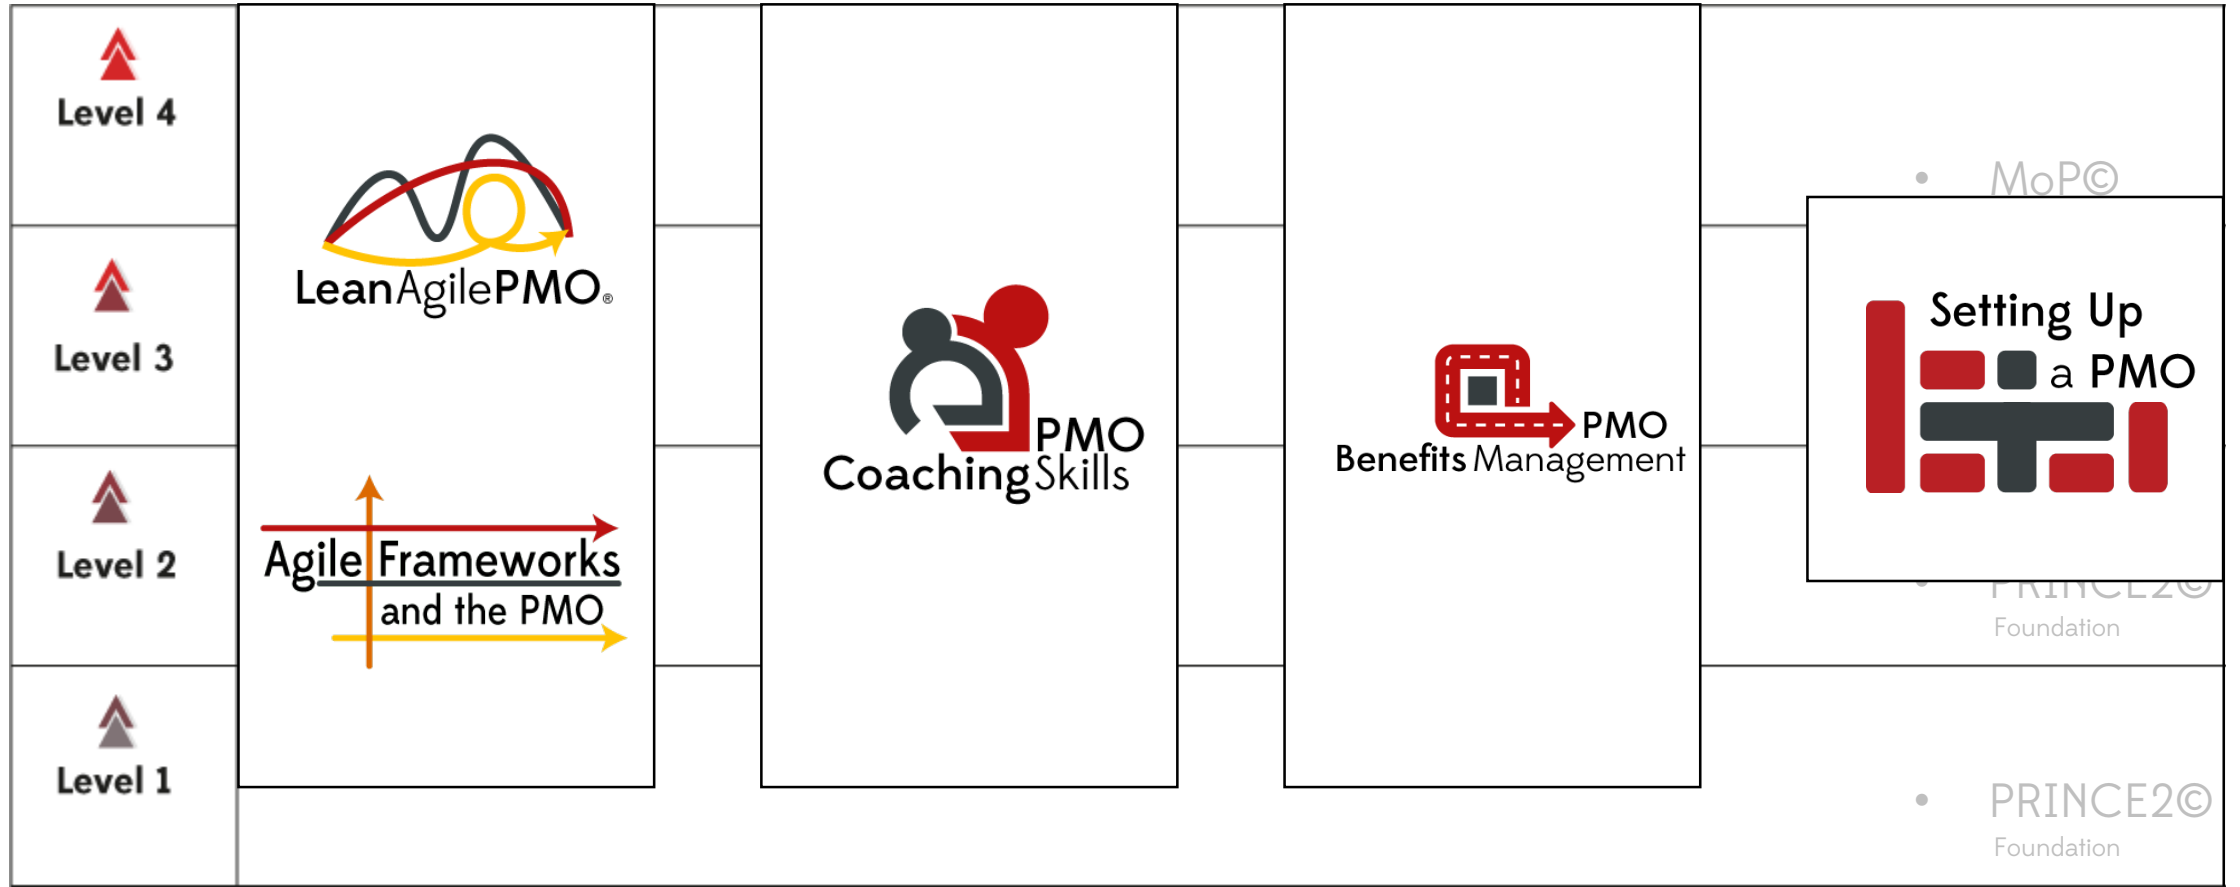 Level 4
Level 3
Level 2
Level 1
LeanAgilePMO®
Agile Frameworks
and the PMO
PMO
Coaching Skills
PMO
Benefits Management
• MoP©
Setting Up
a PMO
• PRINCE2©
Foundation
• PRINCE2©
Foundation